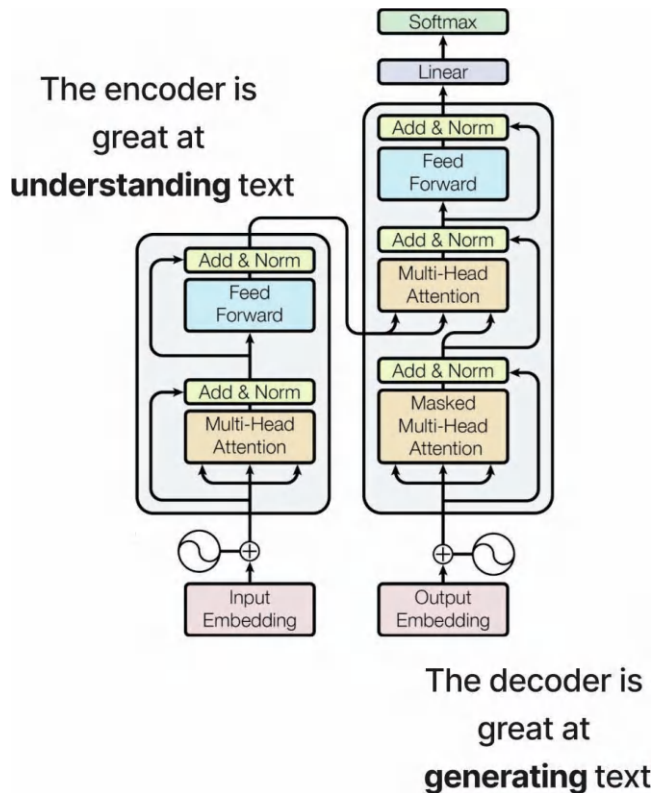 The encoder is
great at
understanding text
Softmax
Linear
Add & Norm
Feed
Forward
Add & Norm
Multi-Head
Attention
Add & Norm
Masked
Multi-Head
Attention
Add & Norm
Feed
Forward
Add & Norm
Multi-Head
Attention
Input
Embedding
Output
Embedding
The decoder is
great at
generating text